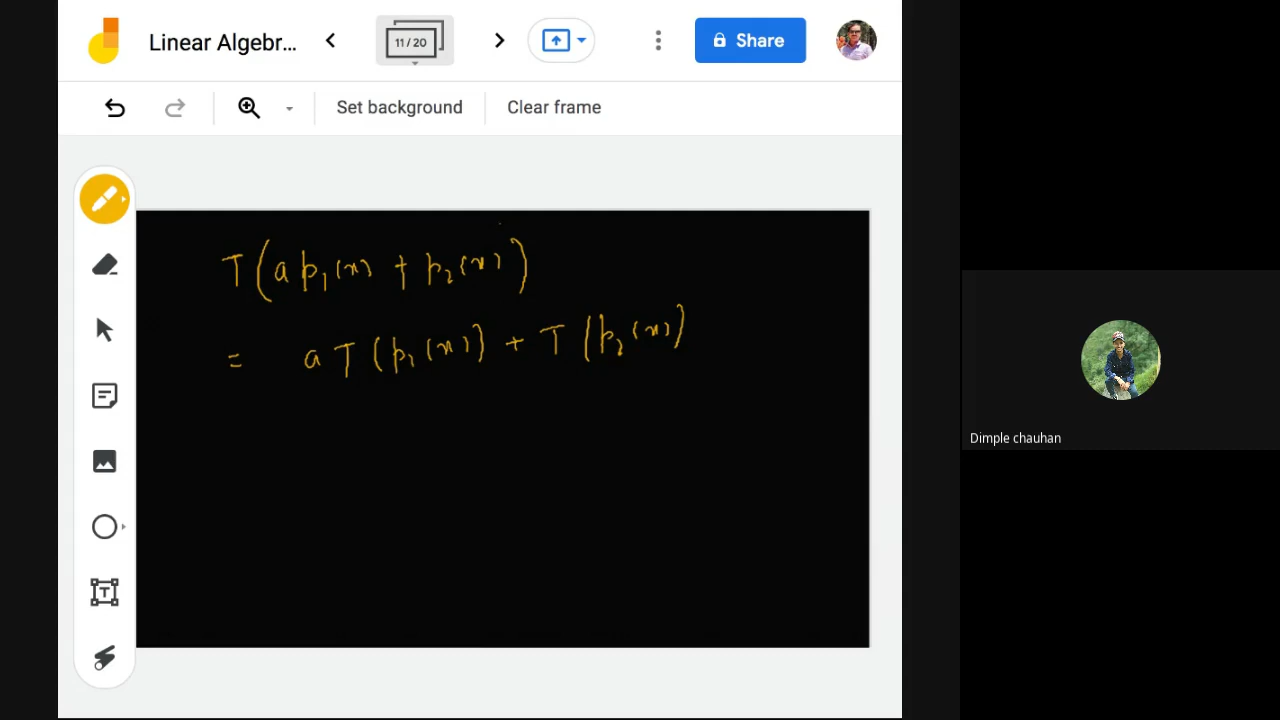 Linear Algebr...
11 / 20
Share
Set background
Clear frame
T(a p₁(x) + p₂(x))
= a T(p₁(x)) + T(p₂(x))
Dimple chauhan